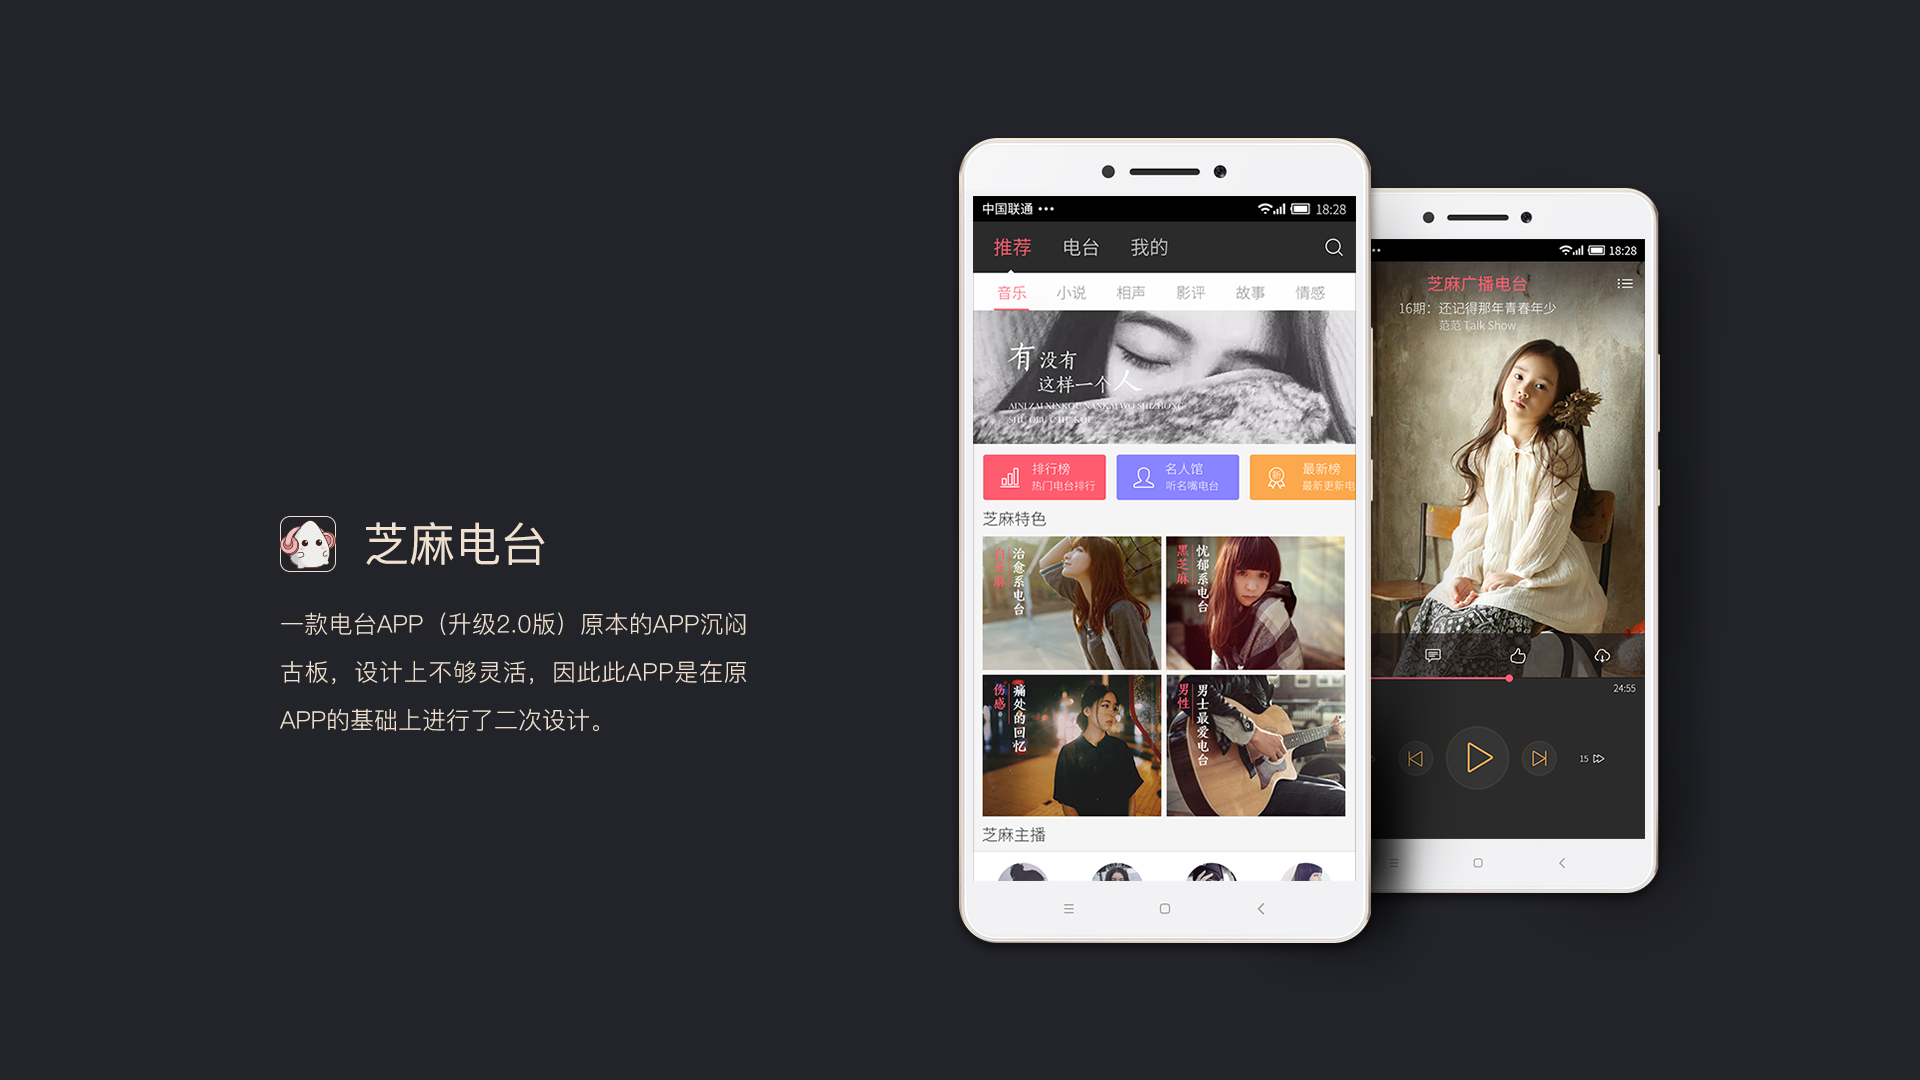 芝麻电台
一款电台APP（升级2.0版）原本的APP沉闷
古板，设计上不够灵活，因此此APP是在原
APP的基础上进行了二次设计。
中国联通 •••
18:28
推荐 电台 我的
音乐 小说 相声 影评 故事 情感
有没有
这样一个人
排行榜
热门电台排行
名人馆
听名嘴电台
新
最新榜
最新更新电
芝麻特色
白芝麻
治愈系电台
黑芝麻
忧郁系电台
伤感
痛处的回忆
男性
男士最爱电台
芝麻主播
18:28
芝麻广播电台
16期：还记得那年青春年少
范范 Talk Show
24:55
15